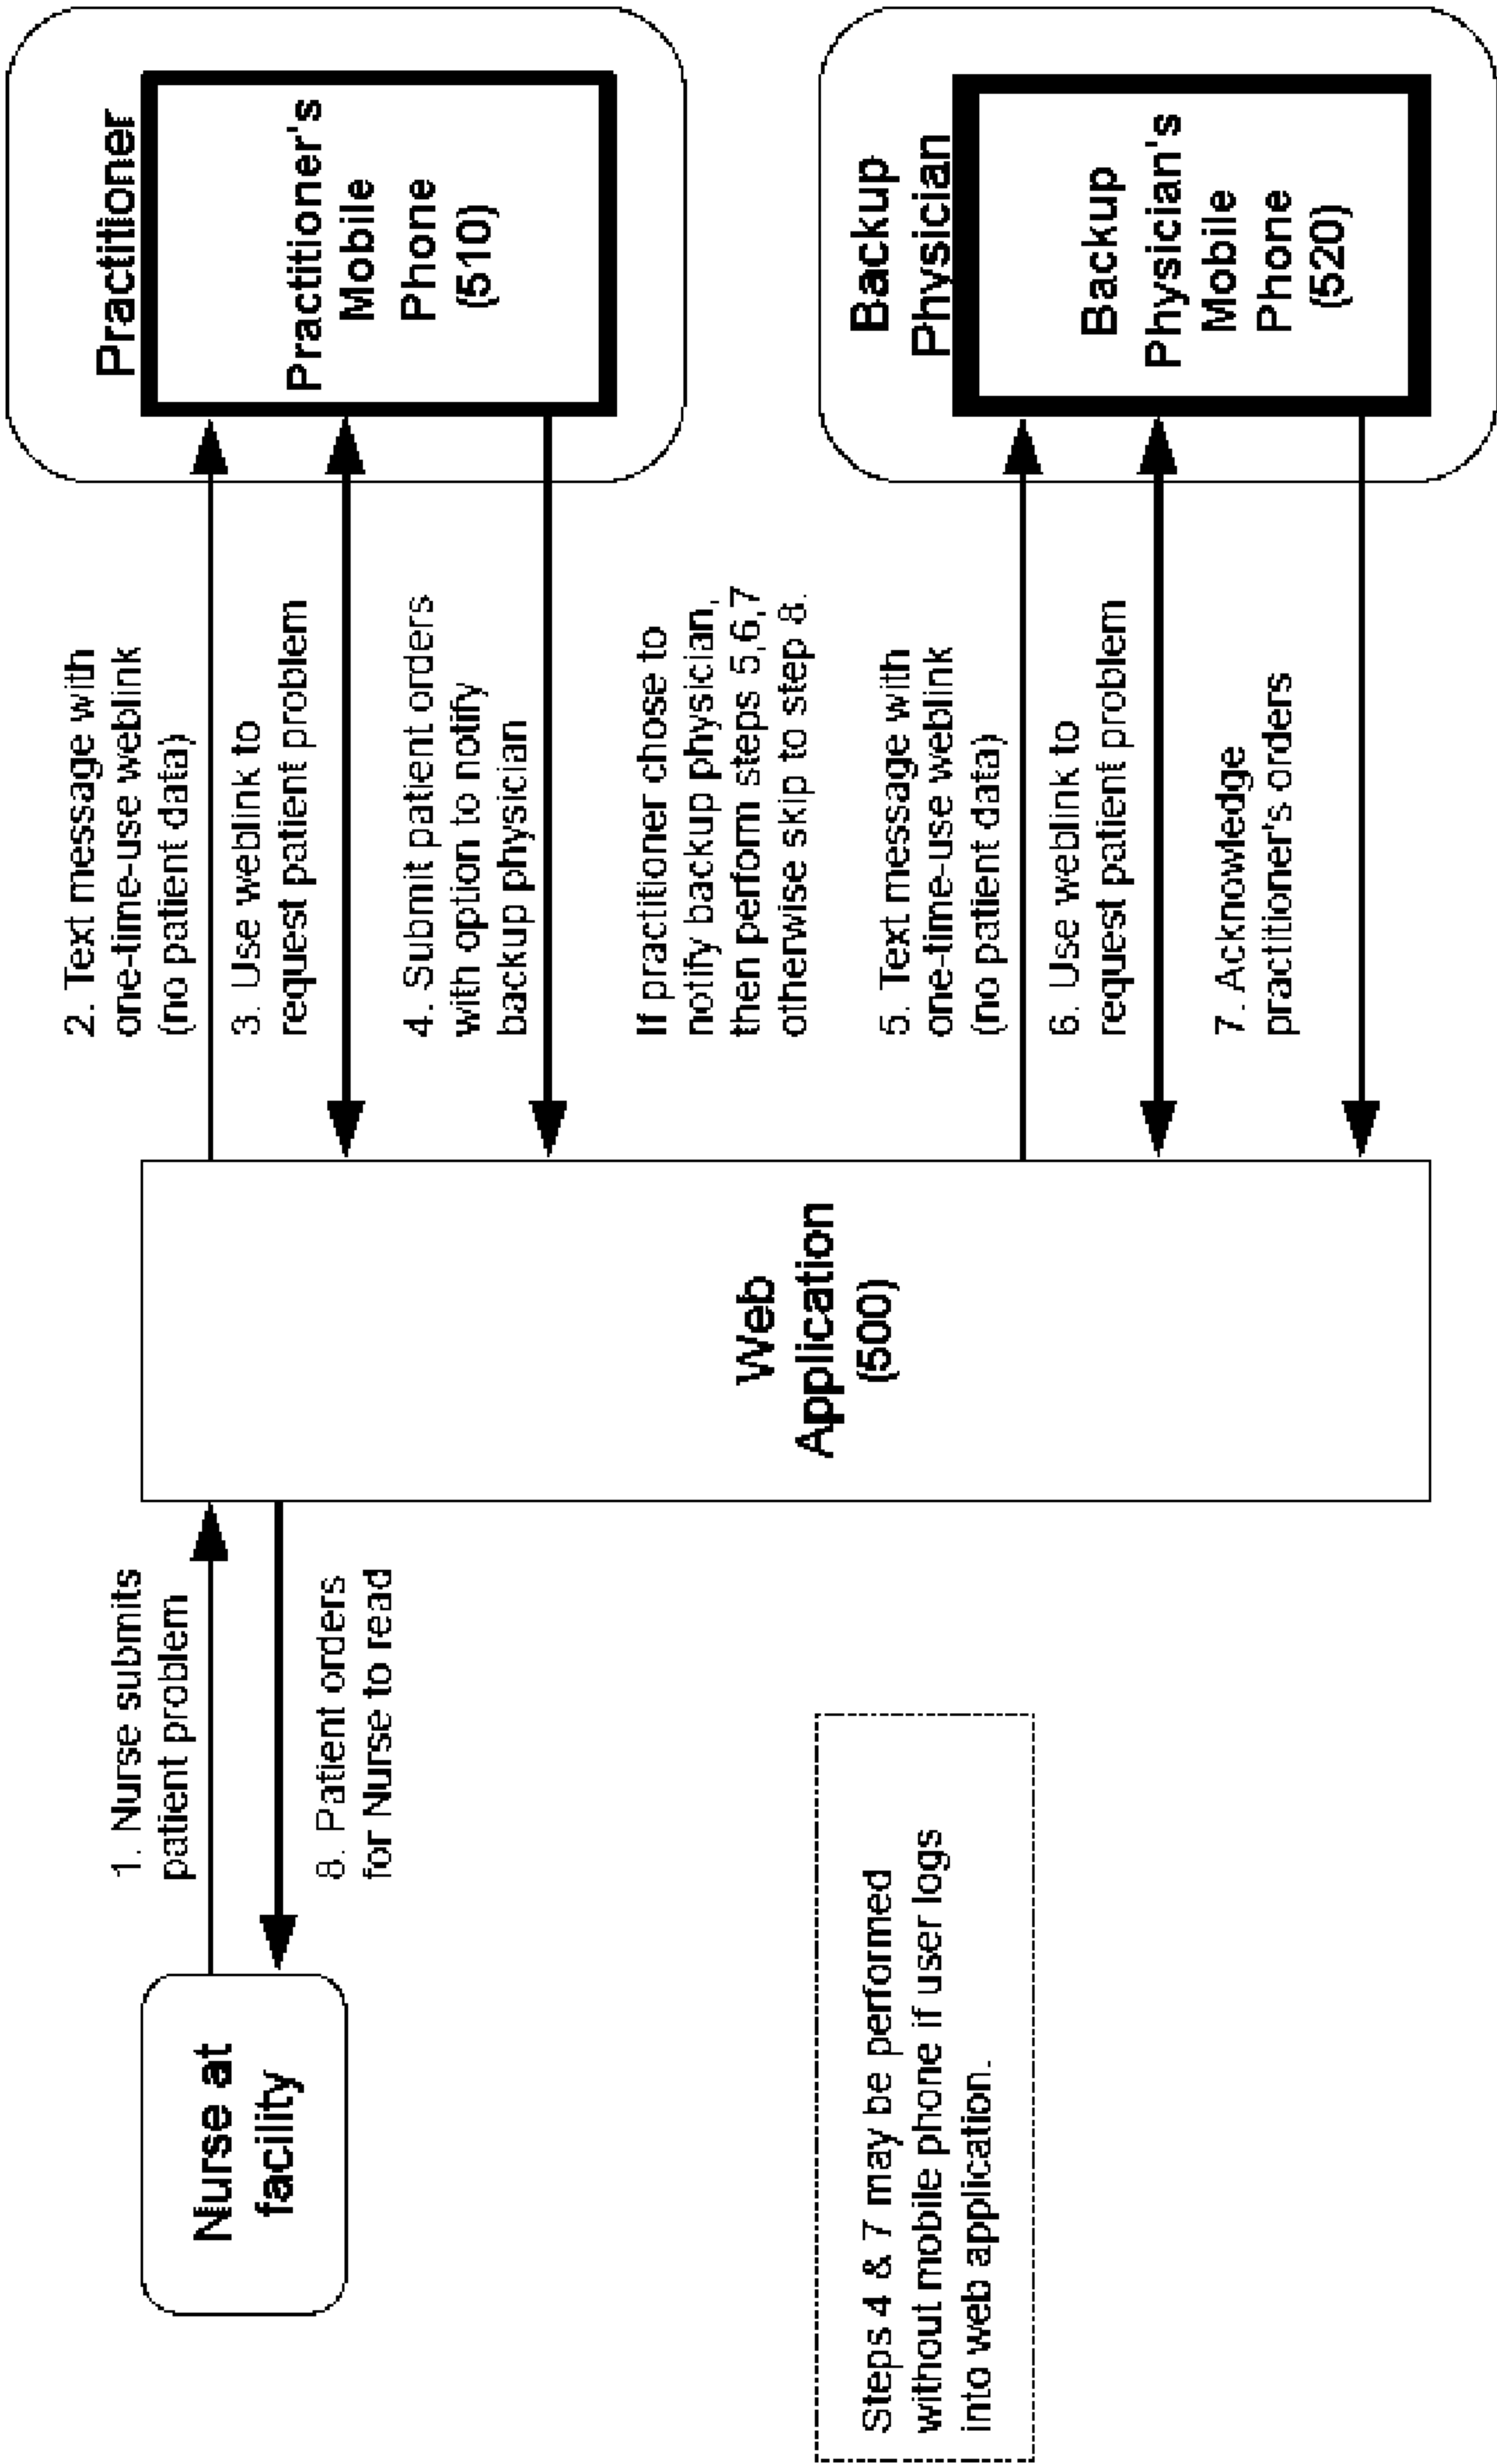 Nurse at
facility
1. Nurse submits
patient problem
8. Patient orders
for Nurse to read
Web
Application
(500)
2. Text message with
one-time-use weblink
(no patient data)
3. Use weblink to
request patient problem
4. Submit patient orders
with option to notify
backup physician
If practitioner chose to
notify backup physician,
then perform steps 5,6,7
otherwise skip to step 8.
5. Text message with
one-time-use weblink
(no patient data)
6. Use weblink to
request patient problem
7. Acknowledge
practitioner's orders
Practitioner
Practitioner's
Mobile
Phone
(510)
Backup
Physician
Backup
Physician's
Mobile
Phone
(520)
Steps 4 & 7 may be performed
without mobile phone if user logs
into web application.